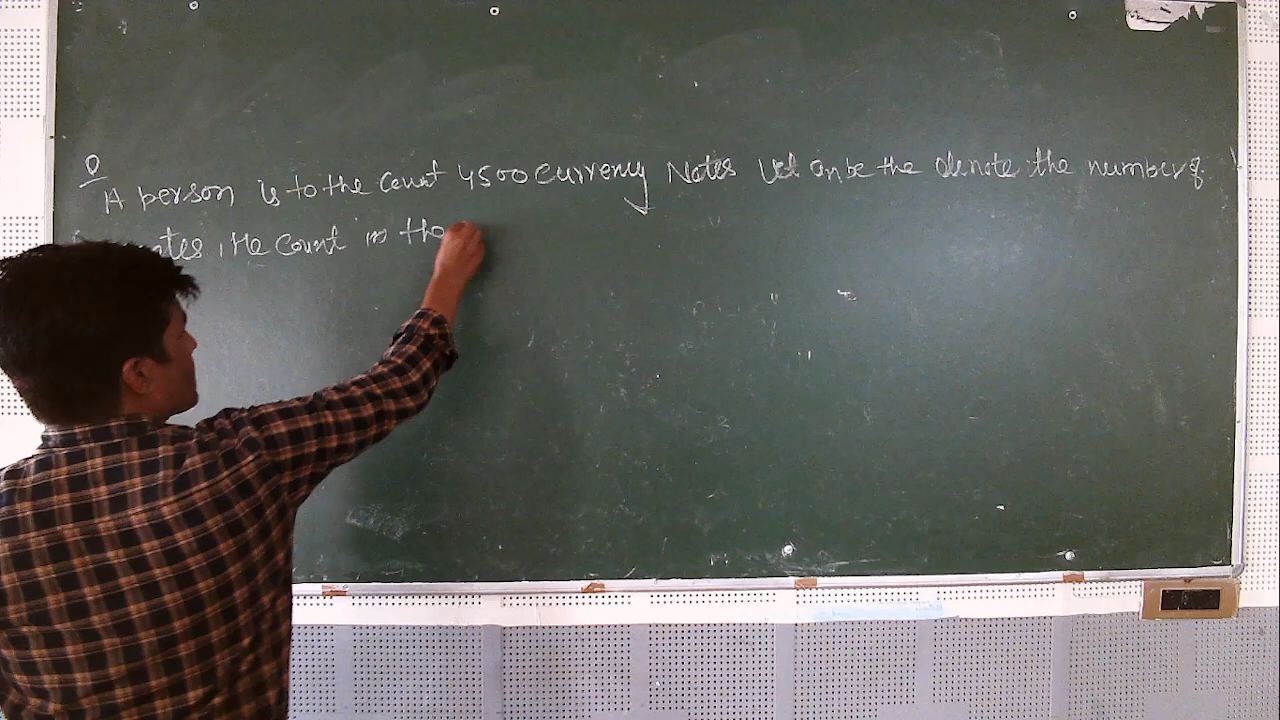 Q
A person is to the Count 4500 Currency Notes Let an be the denote the number of
notes, He Count in the